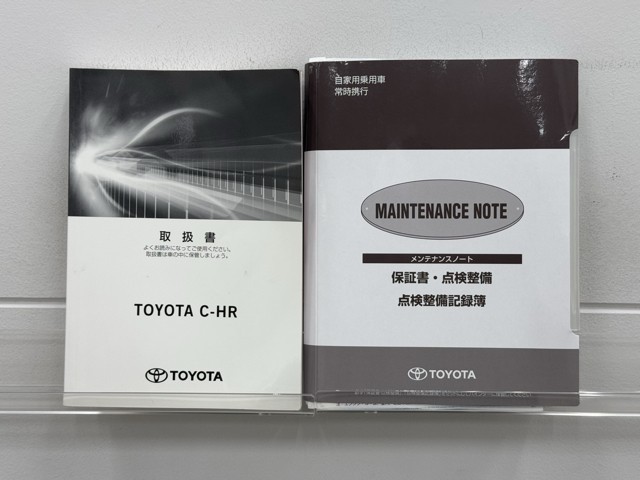 取扱書
よくお読みになってご使用ください。
取扱書は車の中に保管しましょう。
TOYOTA C-HR
TOYOTA
自家用乗用車
常時携行
MAINTENANCE NOTE
メンテナンスノート
保証書・点検整備
点検整備記録簿
TOYOTA